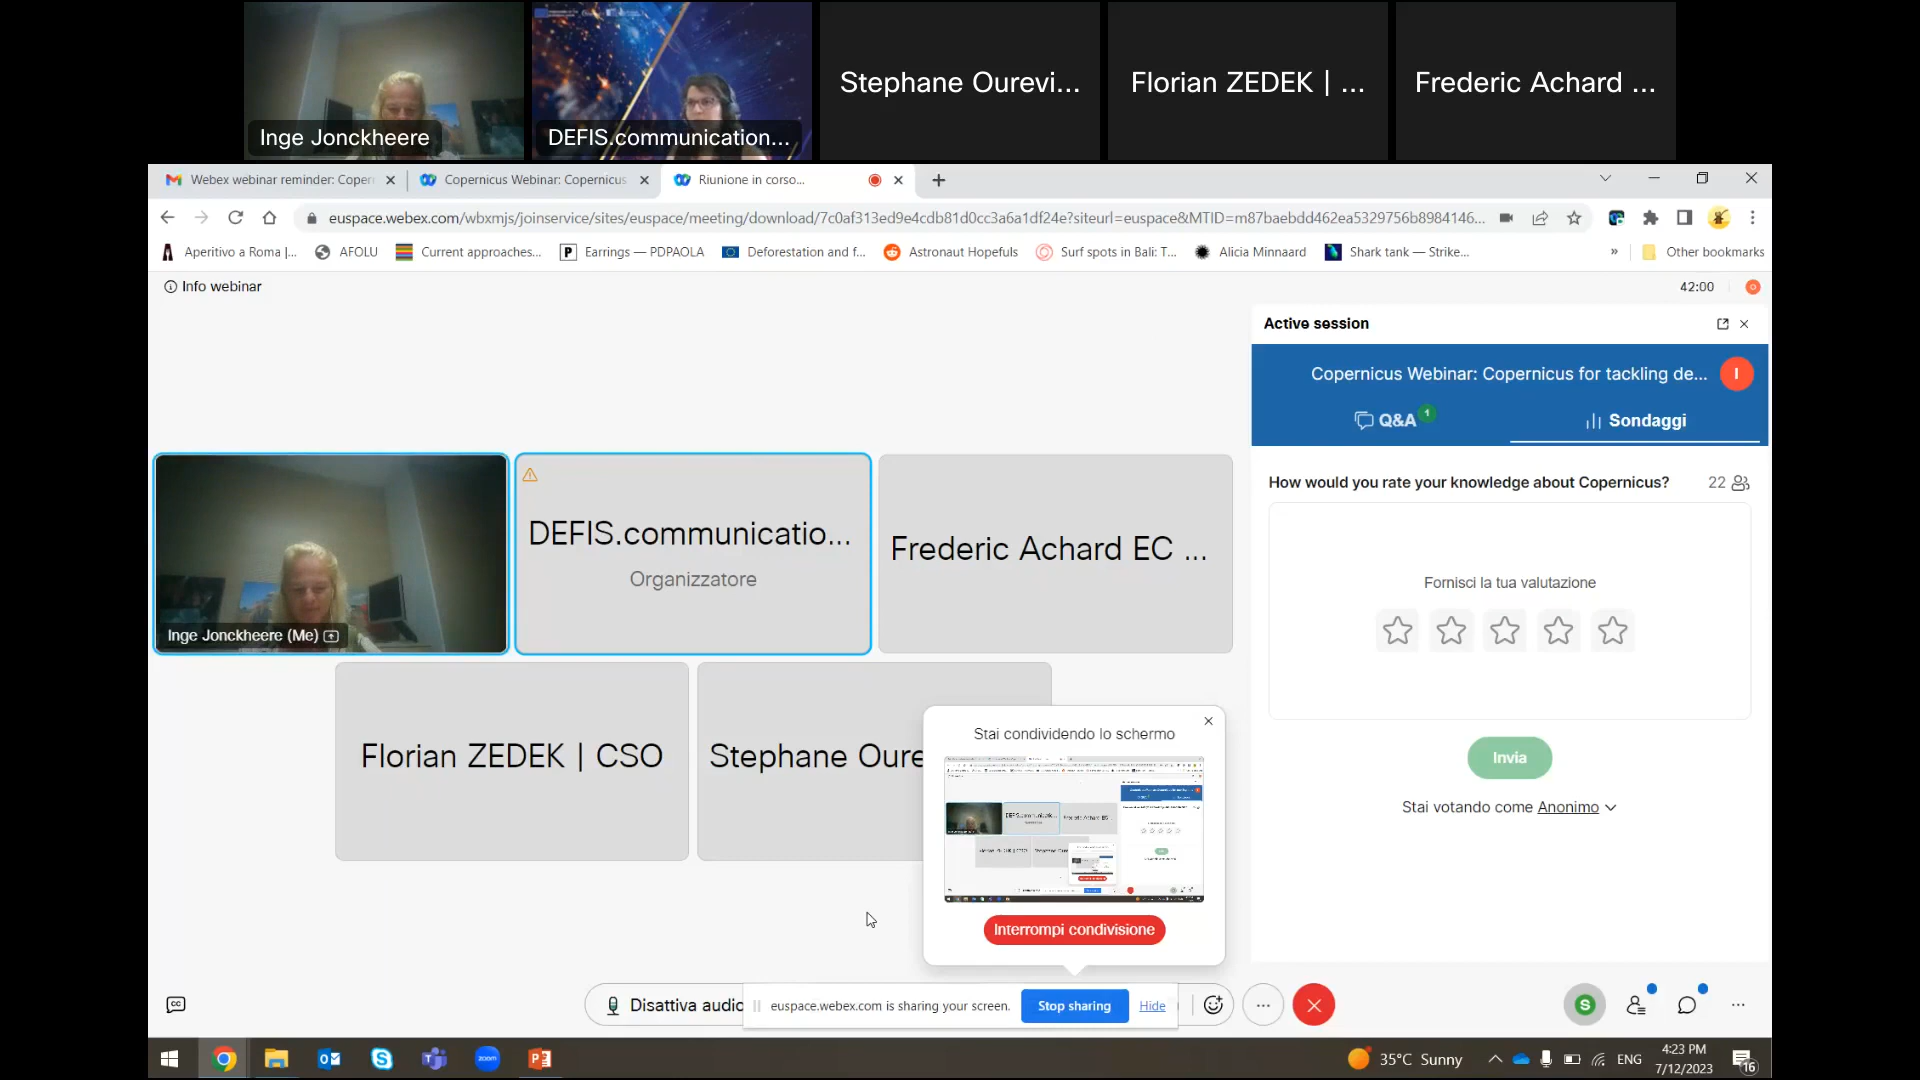 Inge Jonckheere
DEFIS.communication...
Stephane Ourevi...
Florian ZEDEK | ...
Frederic Achard ...
Webex webinar reminder: Coper
Copernicus Webinar: Copernicus
Riunione in corso...
euspace.webex.com/wbxmjs/joinservice/sites/euspace/meeting/download/7c0af313ed9e4cdb81d0cc3a6a1df24e?siteurl=euspace&MTID=m87baebdd462ea5329756b8984146...
Aperitivo a Roma |...
AFOLU
Current approaches...
Earrings — PDPAOLA
Deforestation and f...
Astronaut Hopefuls
Surf spots in Bali: T...
Alicia Minnaard
Shark tank — Strike...
»
Other bookmarks
Info webinar
42:00
Active session
Copernicus Webinar: Copernicus for tackling de...
I
Q&A
1
Sondaggi
How would you rate your knowledge about Copernicus?
22
Fornisci la tua valutazione
Invia
Stai votando come Anonimo
Inge Jonckheere (Me)
DEFIS.communicatio...
Organizzatore
Frederic Achard EC ...
Florian ZEDEK | CSO
Stephane Oure
Stai condividendo lo schermo
Interrompi condivisione
CC
Disattiva audio
euspace.webex.com is sharing your screen.
Stop sharing
Hide
S
zoom
35°C Sunny
ENG
4:23 PM
7/12/2023
16